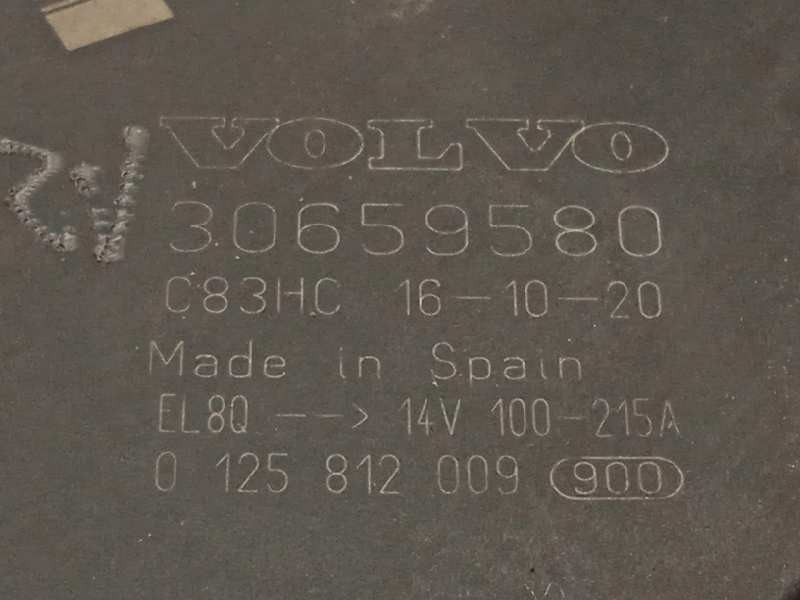 VOLVO
30659580
C83HC 16-10-20
Made in Spain
EL8Q --> 14V 100-215A
0 125 812 009 900